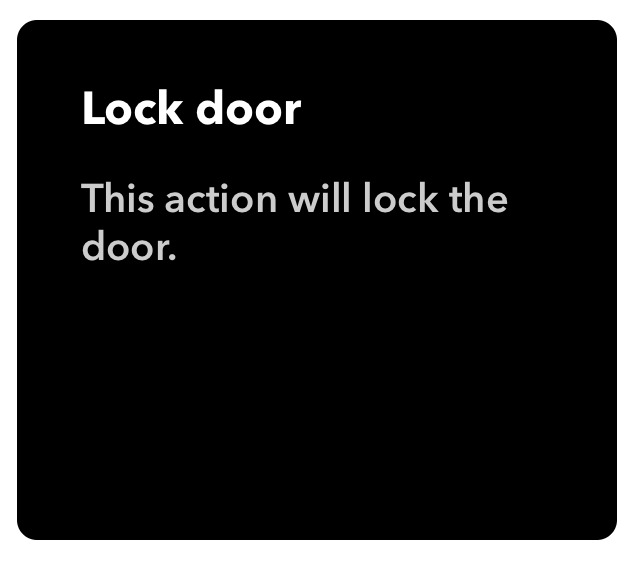 Lock door
This action will lock the
door.